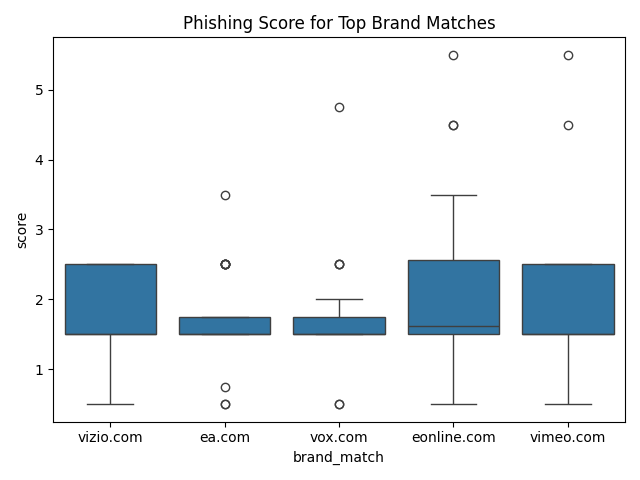 Phishing Score for Top Brand Matches
5
4
3
2
1
score
vizio.com ea.com vox.com eonline.com vimeo.com
brand_match